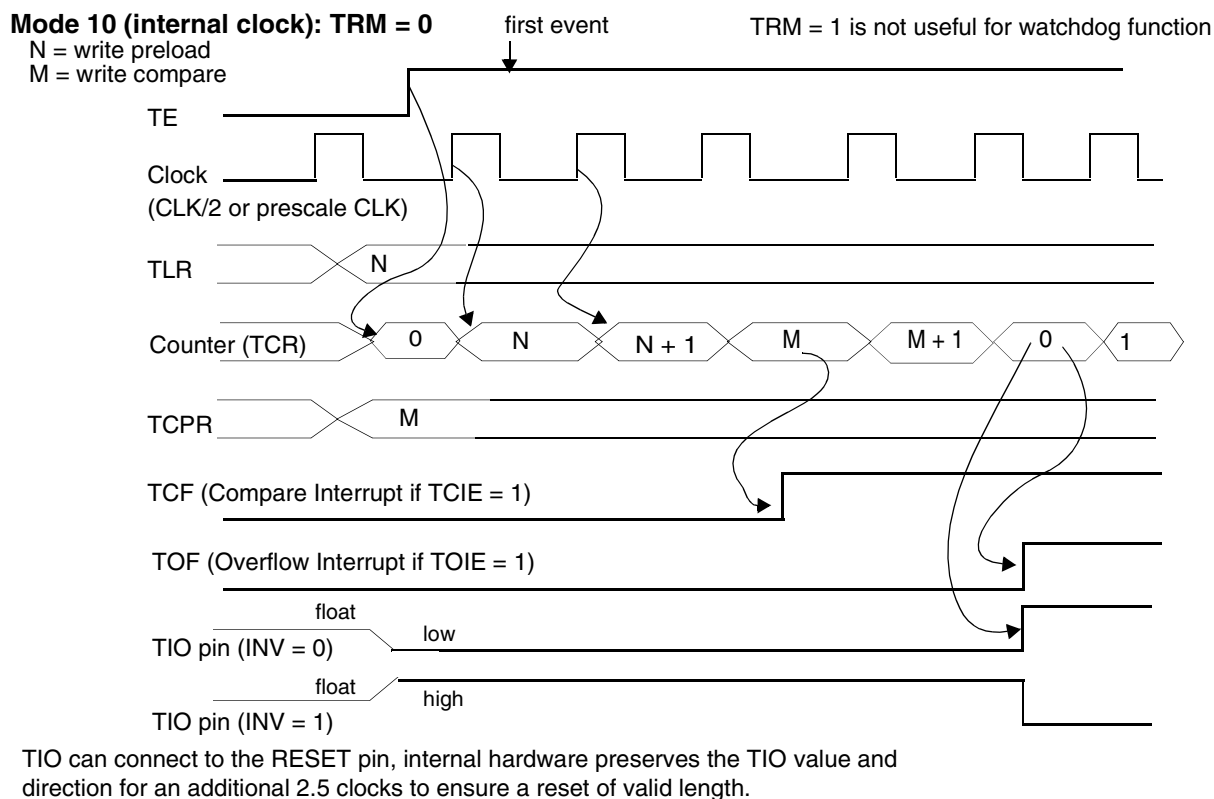 Mode 10 (internal clock): TRM = 0
first event
TRM = 1 is not useful for watchdog function
N = write preload
M = write compare
TE
Clock
(CLK/2 or prescale CLK)
TLR
N
Counter (TCR)
0
N
N + 1
M
M + 1
0
1
TCPR
M
TCF (Compare Interrupt if TCIE = 1)
TOF (Overflow Interrupt if TOIE = 1)
float
low
TIO pin (INV = 0)
float
high
TIO pin (INV = 1)
TIO can connect to the RESET pin, internal hardware preserves the TIO value and
direction for an additional 2.5 clocks to ensure a reset of valid length.